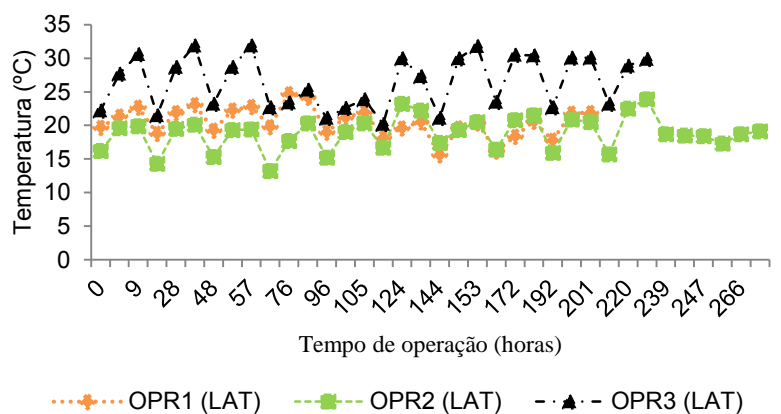 Temperatura (ºC)
35
30
25
20
15
10
5
0
0 9 28 48 57 76 96 105 124 144 153 172 192 201 220 239 247 266
Tempo de operação (horas)
OPR1 (LAT) OPR2 (LAT) OPR3 (LAT)